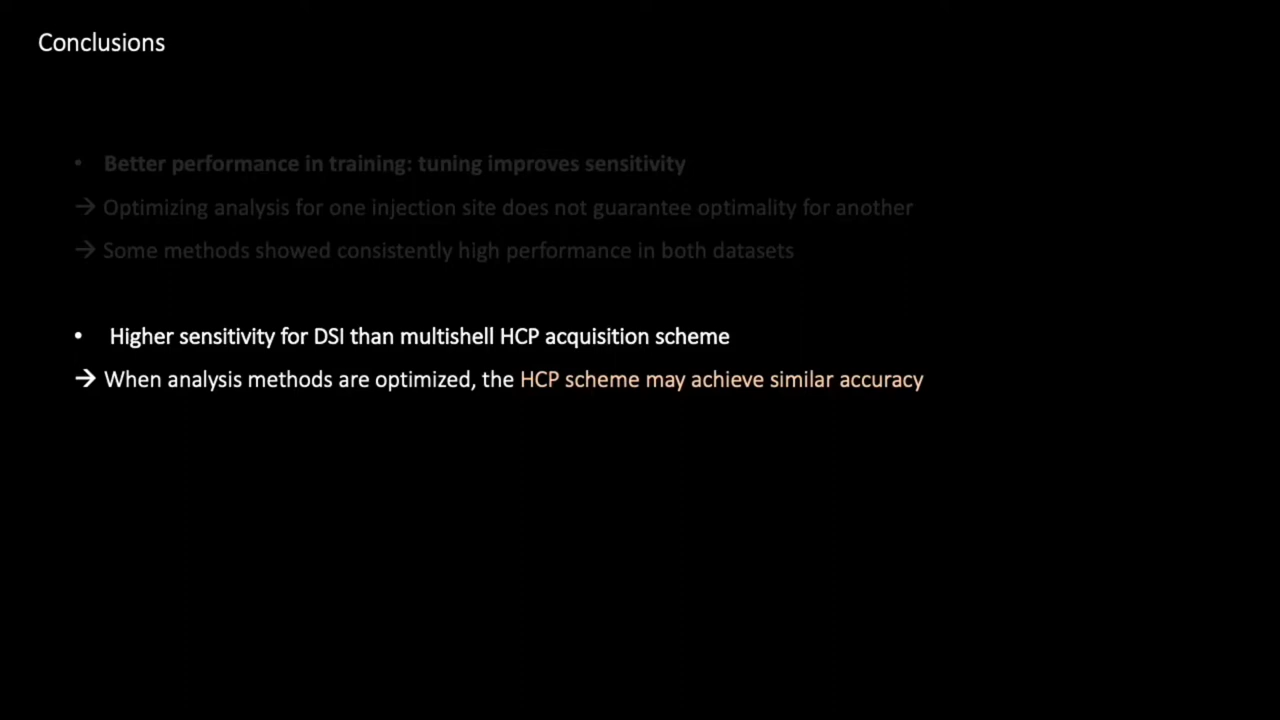 Conclusions
• Better performance in training: tuning improves sensitivity
→ Optimizing analysis for one injection site does not guarantee optimality for another
→ Some methods showed consistently high performance in both datasets
• Higher sensitivity for DSI than multishell HCP acquisition scheme
→ When analysis methods are optimized, the HCP scheme may achieve similar accuracy